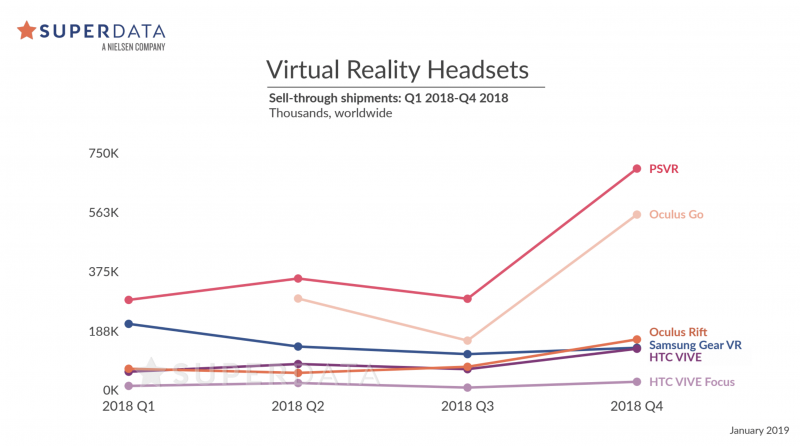 SUPERDATA
A NIELSEN COMPANY
Virtual Reality Headsets
Sell-through shipments: Q1 2018-Q4 2018
Thousands, worldwide
750K
563K
375K
188K
0K
PSVR
Oculus Go
Oculus Rift
Samsung Gear VR
HTC VIVE
HTC VIVE Focus
SUPERDATA
2018 Q1
2018 Q2
2018 Q3
2018 Q4
January 2019